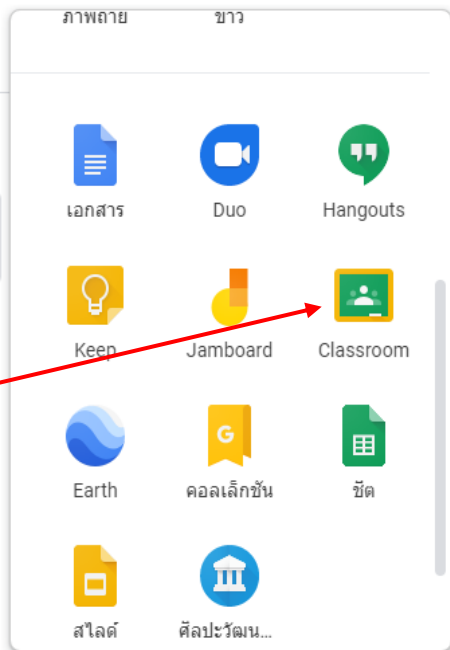 ภาพถ่าย ข่าว
เอกสาร Duo Hangouts
Keep Jamboard Classroom
G
Earth คอลเล็กชัน ชีต
สไลด์ ศิลปะวัฒน...